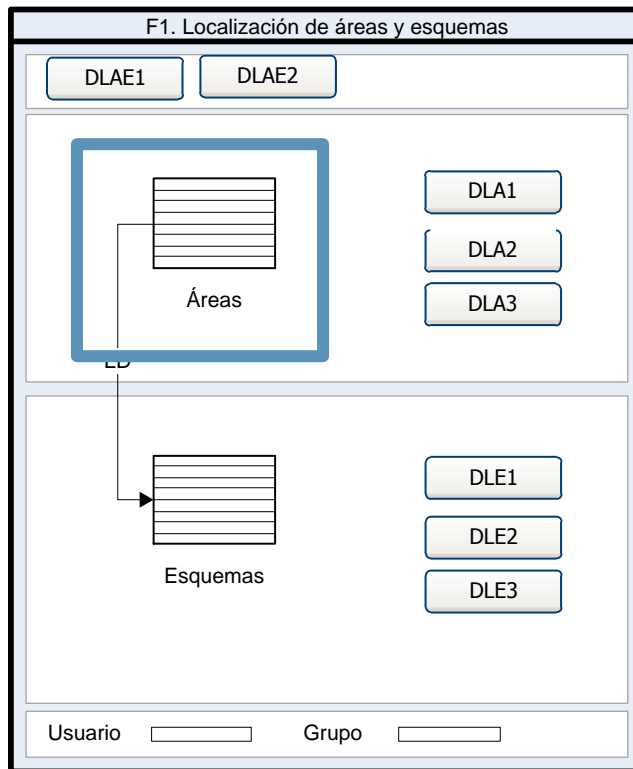 F1. Localización de áreas y esquemas
DLAE1 DLAE2
DLA1
DLA2
Áreas
DLA3
DLE1
DLE2
Esquemas
DLE3
Usuario Grupo